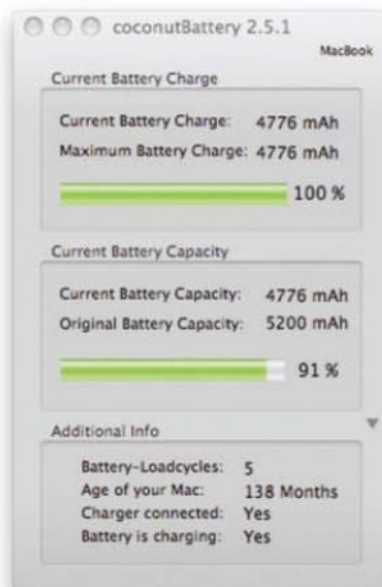 coconutBattery 2.5.1
MacBook
Current Battery Charge
Current Battery Charge: 4776 mAh
Maximum Battery Charge: 4776 mAh
100 %
Current Battery Capacity
Current Battery Capacity: 4776 mAh
Original Battery Capacity: 5200 mAh
91 %
Additional Info
Battery-Loadcycles: 5
Age of your Mac: 138 Months
Charger connected: Yes
Battery is charging: Yes